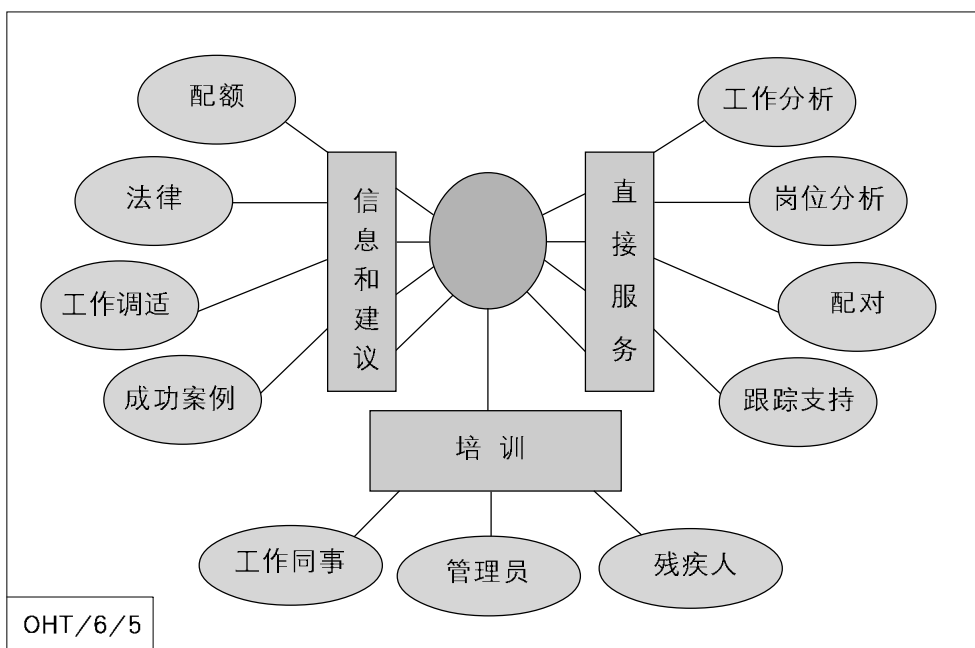 配额
法律
工作调适
成功案例
信息和建议
直接服务
工作分析
岗位分析
配对
跟踪支持
培训
工作同事
管理员
残疾人
OHT/6/5